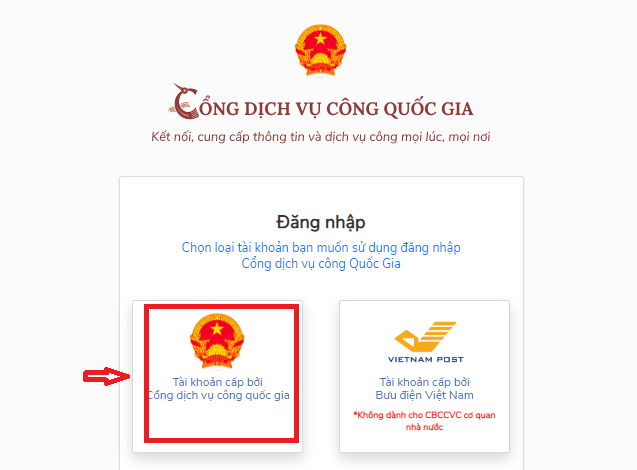 CỔNG DỊCH VỤ CÔNG QUỐC GIA
Kết nối, cung cấp thông tin và dịch vụ công mọi lúc, mọi nơi
Đăng nhập
Chọn loại tài khoản bạn muốn sử dụng đăng nhập
Cổng dịch vụ công Quốc Gia
Tài khoản cấp bởi
Cổng dịch vụ công quốc gia
VIETNAM POST
Tài khoản cấp bởi
Bưu điện Việt Nam
*Không dành cho CBCCVC cơ quan
nhà nước